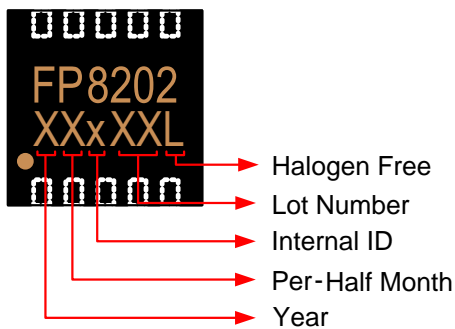 FP8202
XXxXXL
Halogen Free
Lot Number
Internal ID
Per-Half Month
Year